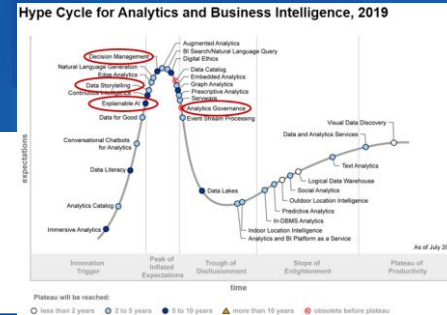 Hype Cycle for Analytics and Business Intelligence, 2019
expectations
Decision Management
Natural Language Generation
Edge Analytics
Data Storytelling
Continuous Intelligence
Explainable AI
Data for Good
Conversational Chatbots
for Analytics
Data Literacy
Analytics Catalog
Immersive Analytics
Augmented Analytics
BI Search/Natural Language Query
Digital Ethics
Data Catalog
Embedded Analytics
Graph Analytics
Prescriptive Analytics
Analytics Governance
Event Stream Processing
Data Lakes
Visual Data Discovery
Data and Analytics Services
Text Analytics
Logical Data Warehouse
Social Analytics
Outdoor Location Intelligence
Predictive Analytics
In-DBMS Analytics
Indoor Location Intelligence
Analytics and BI Platform as a Service
As of July
Innovation
Trigger
Peak of
Inflated
Expectations
Trough of
Disillusionment
Slope of
Enlightenment
Plateau of
Productivity
time
Plateau will be reached:
less than 2 years
2 to 5 years
5 to 10 years
more than 10 years
obsolete before plateau